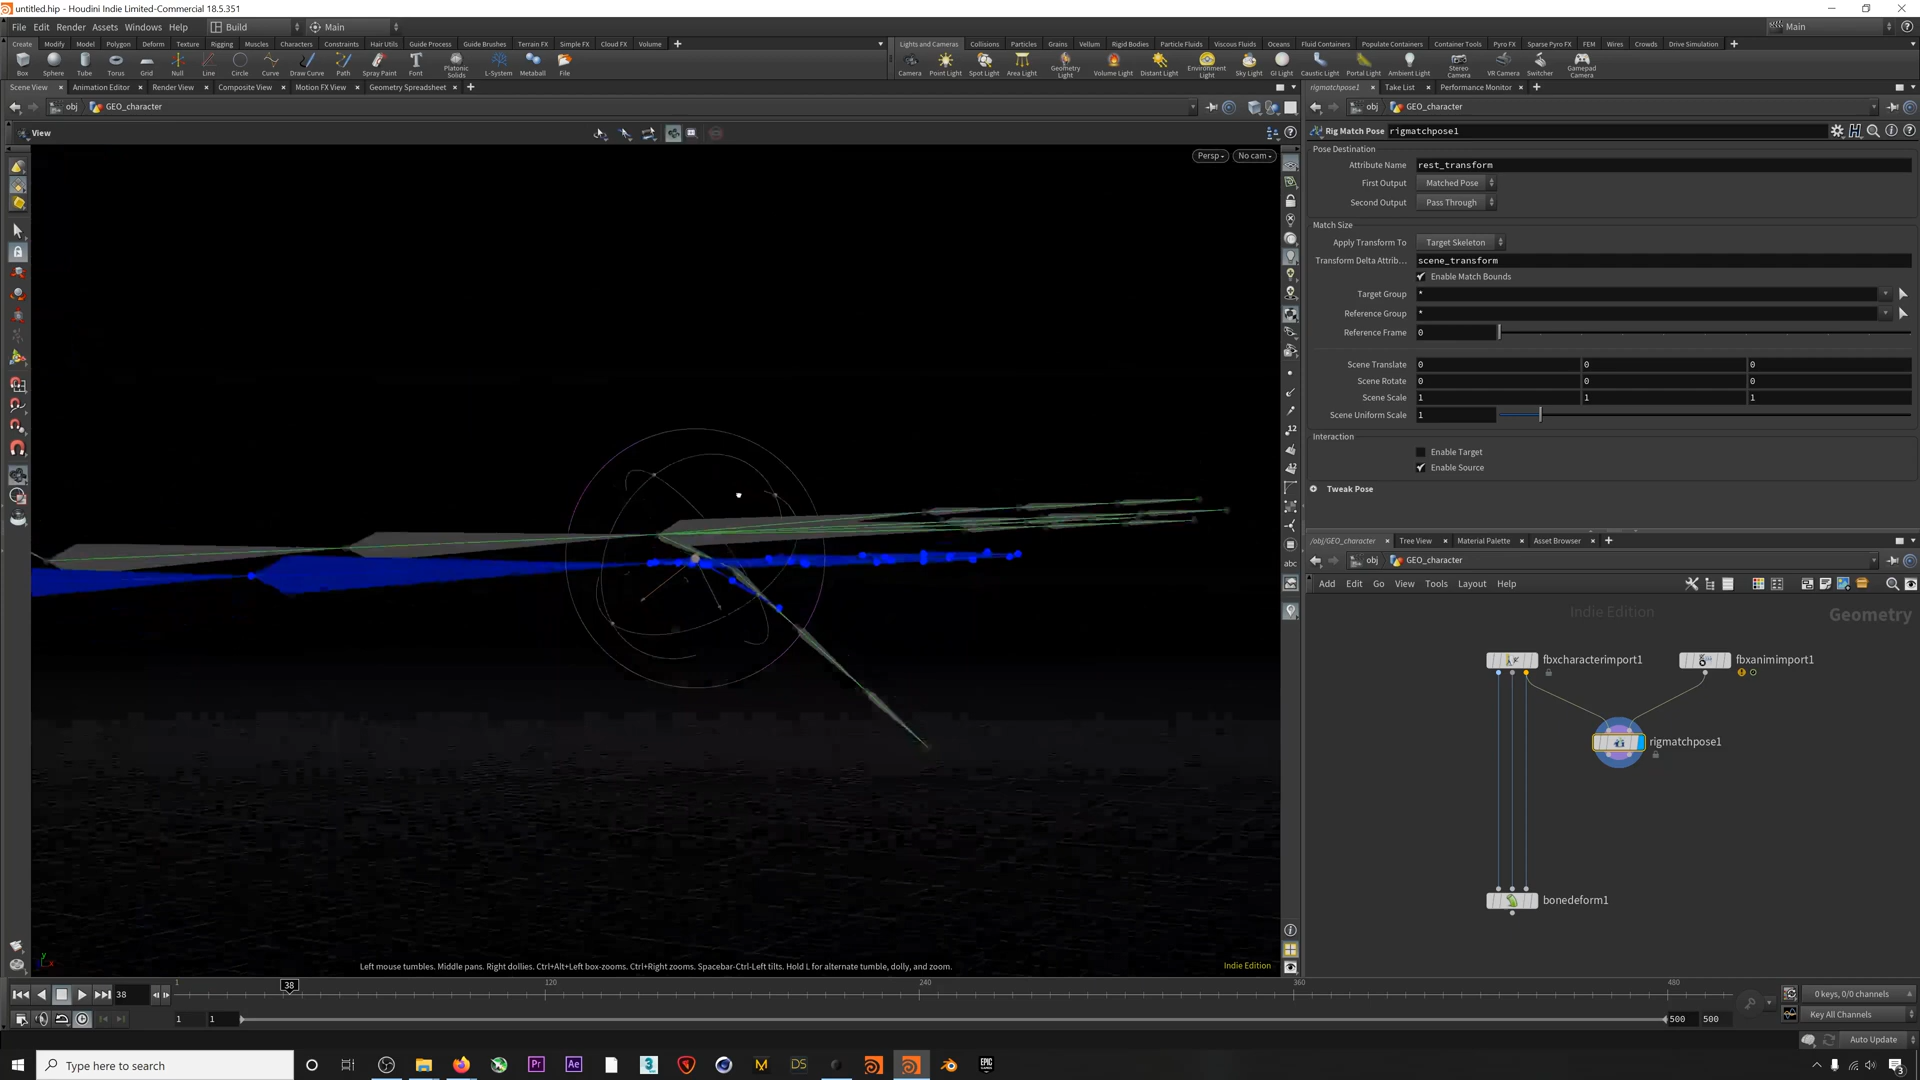 untitled.hip - Houdini Indie Limited-Commercial 18.5.351
File Edit Render Assets Windows Help Build Main Main
Create Modify Model Polygon Deform Texture Rigging Muscles Characters Constraints Hair Utils Guide Process Guide Brushes Terrain FX Simple FX Cloud FX Volume
Lights and Cameras Collisions Particles Grains Vellum Rigid Bodies Particle Fluids Viscous Fluids Oceans Fluid Containers Populate Containers Container Tools Pyro FX Sparse Pyro FX FEM Wires Crowds Drive Simulation
Box Sphere Tube Torus Grid Null Line Circle Curve Draw Curve Path Spray Paint Font Platonic Solids L-System Metaball File
Camera Point Light Spot Light Area Light Geometry Light Volume Light Distant Light Environment Light Sky Light GI Light Caustic Light Portal Light Ambient Light Stereo Camera VR Camera Switcher Gamepad Camera
Scene View Animation Editor Render View Composite View Motion FX View Geometry Spreadsheet
obj GEO_character
View
Persp No cam
Left mouse tumbles. Middle pans. Right dollies. Ctrl+Alt+Left box-zooms. Ctrl+Right zooms. Spacebar-Ctrl-Left tilts. Hold L for alternate tumble, dolly, and zoom.
Indie Edition
rigmatchpose1 Take List Performance Monitor
obj GEO_character
Rig Match Pose rigmatchpose1
Pose Destination
Attribute Name rest_transform
First Output Matched Pose
Second Output Pass Through
Match Size
Apply Transform To Target Skeleton
Transform Delta Attrib... scene_transform
Enable Match Bounds
Target Group *
Reference Group *
Reference Frame 0
Scene Translate 0 0 0
Scene Rotate 0 0 0
Scene Scale 1 1 1
Scene Uniform Scale 1
Interaction
Enable Target
Enable Source
Tweak Pose
/obj/GEO_character Tree View Material Palette Asset Browser
obj GEO_character
Add Edit Go View Tools Layout Help
Indie Edition Geometry
fbxcharacterimport1 fbxanimimport1
rigmatchpose1
bonedeform1
38 1 38 120 240 360 480
0 keys, 0/0 channels
1 1 500 500
Key All Channels
Auto Update
Type here to search